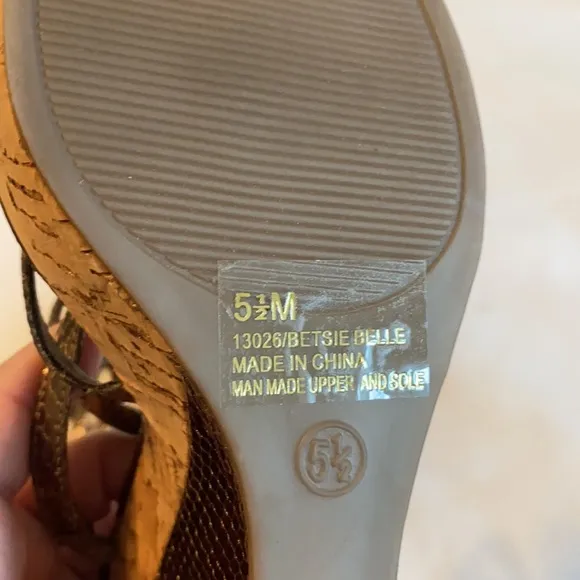 5½M
13026/BETSIE BELLE
MADE IN CHINA
MAN MADE UPPER AND SOLE
5½